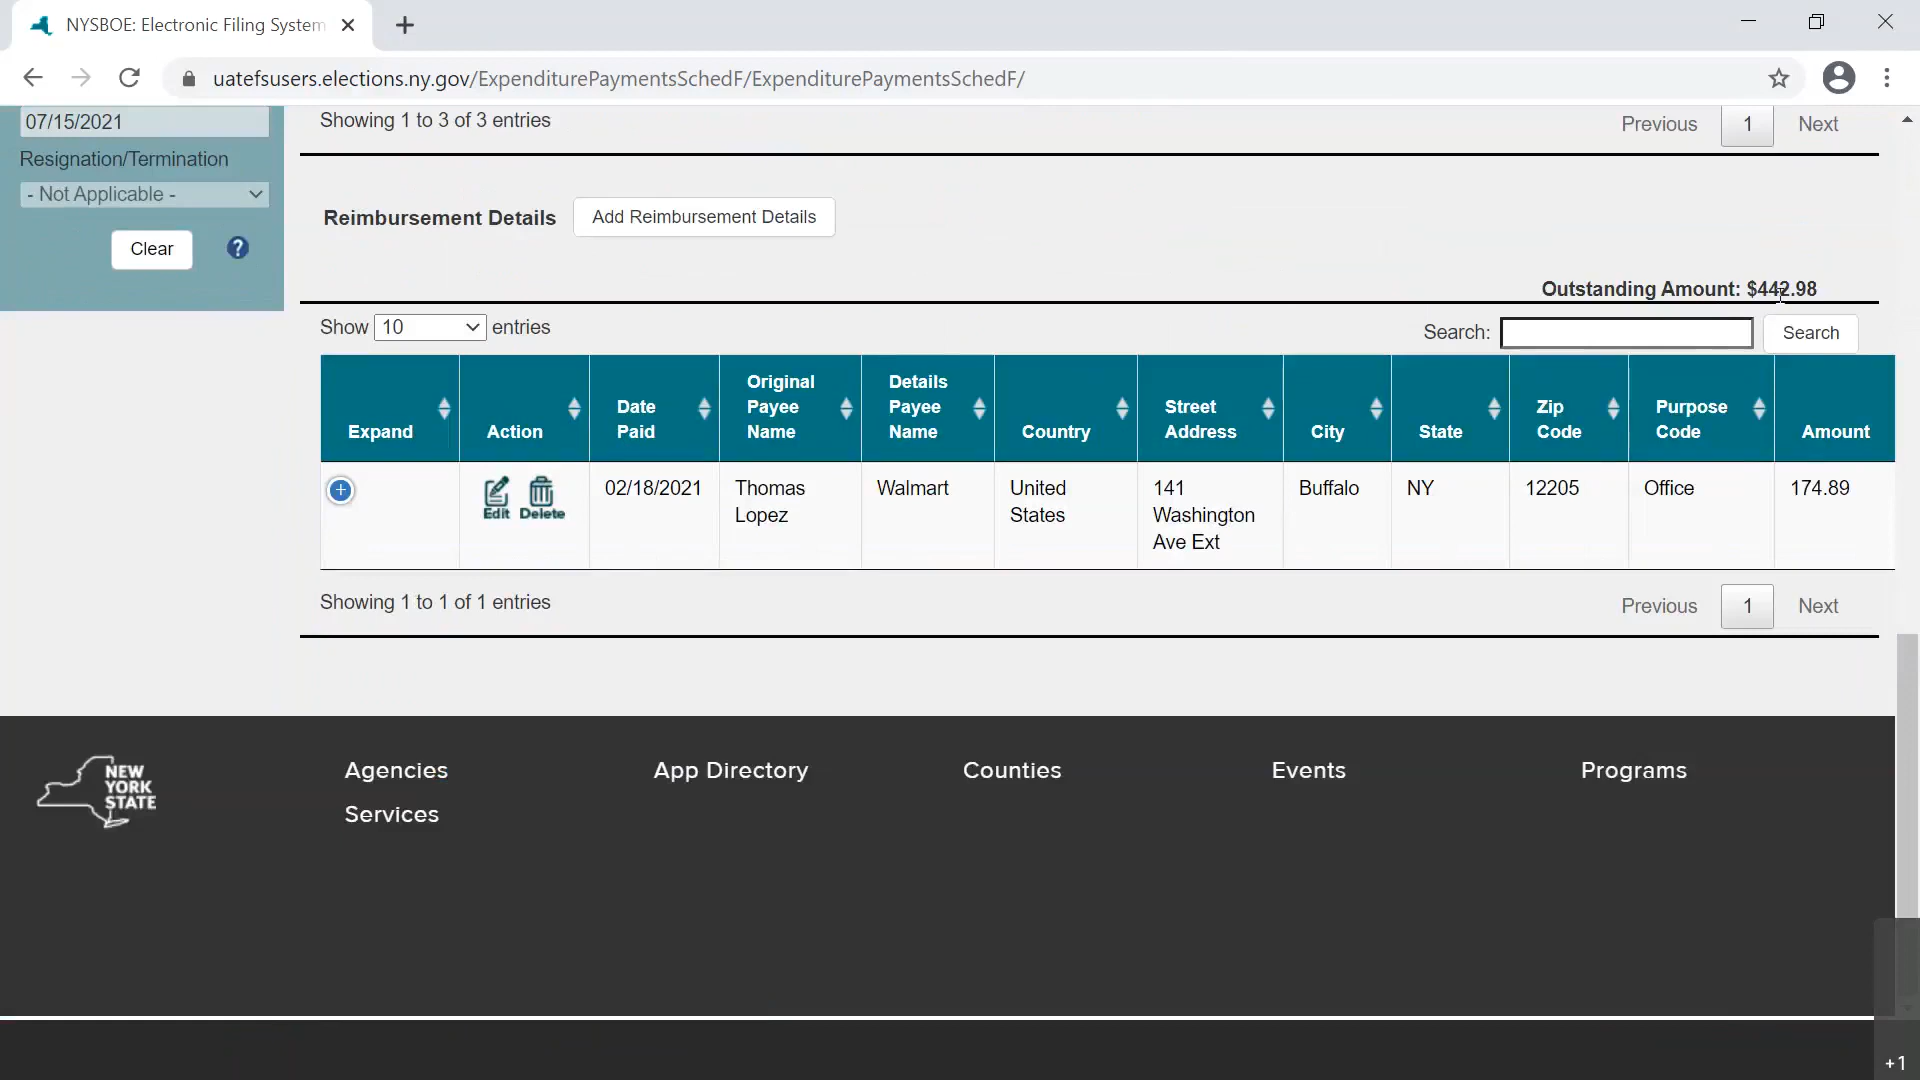 NYSBOE: Electronic Filing System
uatefsusers.elections.ny.gov/ExpenditurePaymentsSchedF/ExpenditurePaymentsSchedF/
07/15/2021
Resignation/Termination
- Not Applicable -
Clear
?
Showing 1 to 3 of 3 entries
Previous 1 Next
Reimbursement Details Add Reimbursement Details
Outstanding Amount: $442.98
Show 10 entries
Search: Search
Expand Action Date Paid Original Payee Name Details Payee Name Country Street Address City State Zip Code Purpose Code Amount
Edit Delete 02/18/2021 Thomas Lopez Walmart United States 141 Washington Ave Ext Buffalo NY 12205 Office 174.89
Showing 1 to 1 of 1 entries
Previous 1 Next
NEW YORK STATE
Agencies App Directory Counties Events Programs
Services
+1